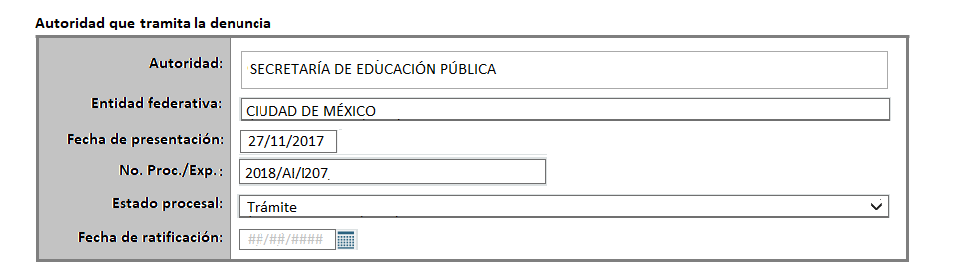 Autoridad que tramita la denuncia
Autoridad: SECRETARÍA DE EDUCACIÓN PÚBLICA
Entidad federativa: CIUDAD DE MÉXICO
Fecha de presentación: 27/11/2017
No. Proc./Exp.: 2018/AI/I207
Estado procesal: Trámite
Fecha de ratificación: ##/##/####